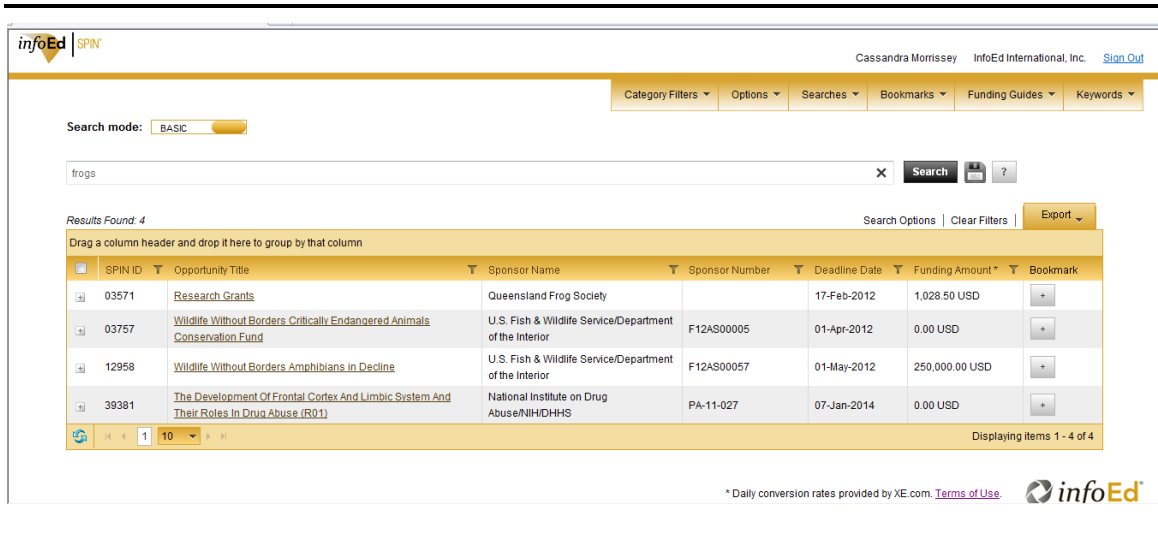 infoEd SPIN®
Cassandra Morrissey InfoEd International, Inc. Sign Out
Category Filters Options Searches Bookmarks Funding Guides Keywords
Search mode: BASIC
frogs Search ?
Results Found: 4 Search Options | Clear Filters | Export
Drag a column header and drop it here to group by that column
SPIN ID Opportunity Title Sponsor Name Sponsor Number Deadline Date Funding Amount * Bookmark
03571 Research Grants Queensland Frog Society 17-Feb-2012 1,028.50 USD +
03757 Wildlife Without Borders Critically Endangered Animals Conservation Fund U.S. Fish & Wildlife Service/Department of the Interior F12AS00005 01-Apr-2012 0.00 USD +
12958 Wildlife Without Borders Amphibians in Decline U.S. Fish & Wildlife Service/Department of the Interior F12AS00057 01-May-2012 250,000.00 USD +
39381 The Development Of Frontal Cortex And Limbic System And Their Roles In Drug Abuse (R01) National Institute on Drug Abuse/NIH/DHHS PA-11-027 07-Jan-2014 0.00 USD +
1 10 Displaying items 1 - 4 of 4
* Daily conversion rates provided by XE.com. Terms of Use. infoEd®